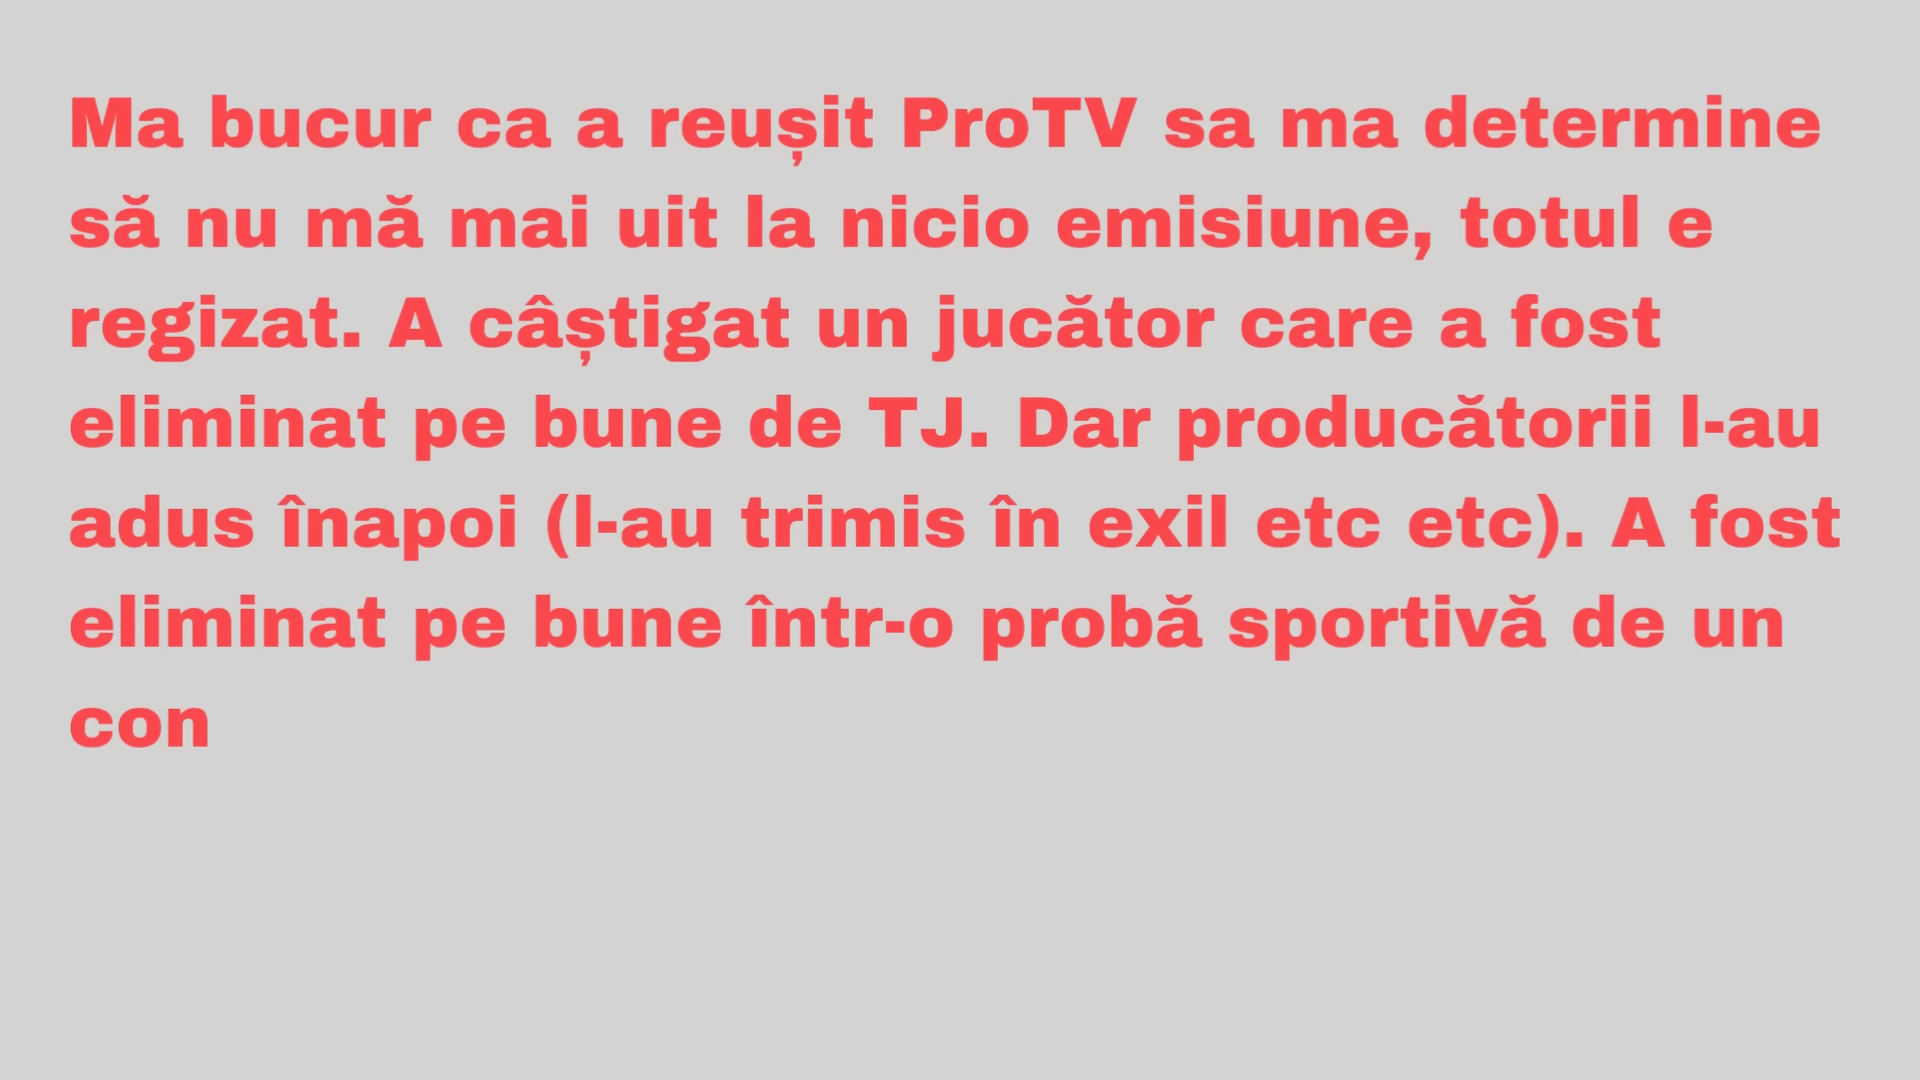 Ma bucur ca a reușit ProTV sa ma determine
să nu mă mai uit la nicio emisiune, totul e
regizat. A câștigat un jucător care a fost
eliminat pe bune de TJ. Dar producătorii l-au
adus înapoi (l-au trimis în exil etc etc). A fost
eliminat pe bune într-o probă sportivă de un
con